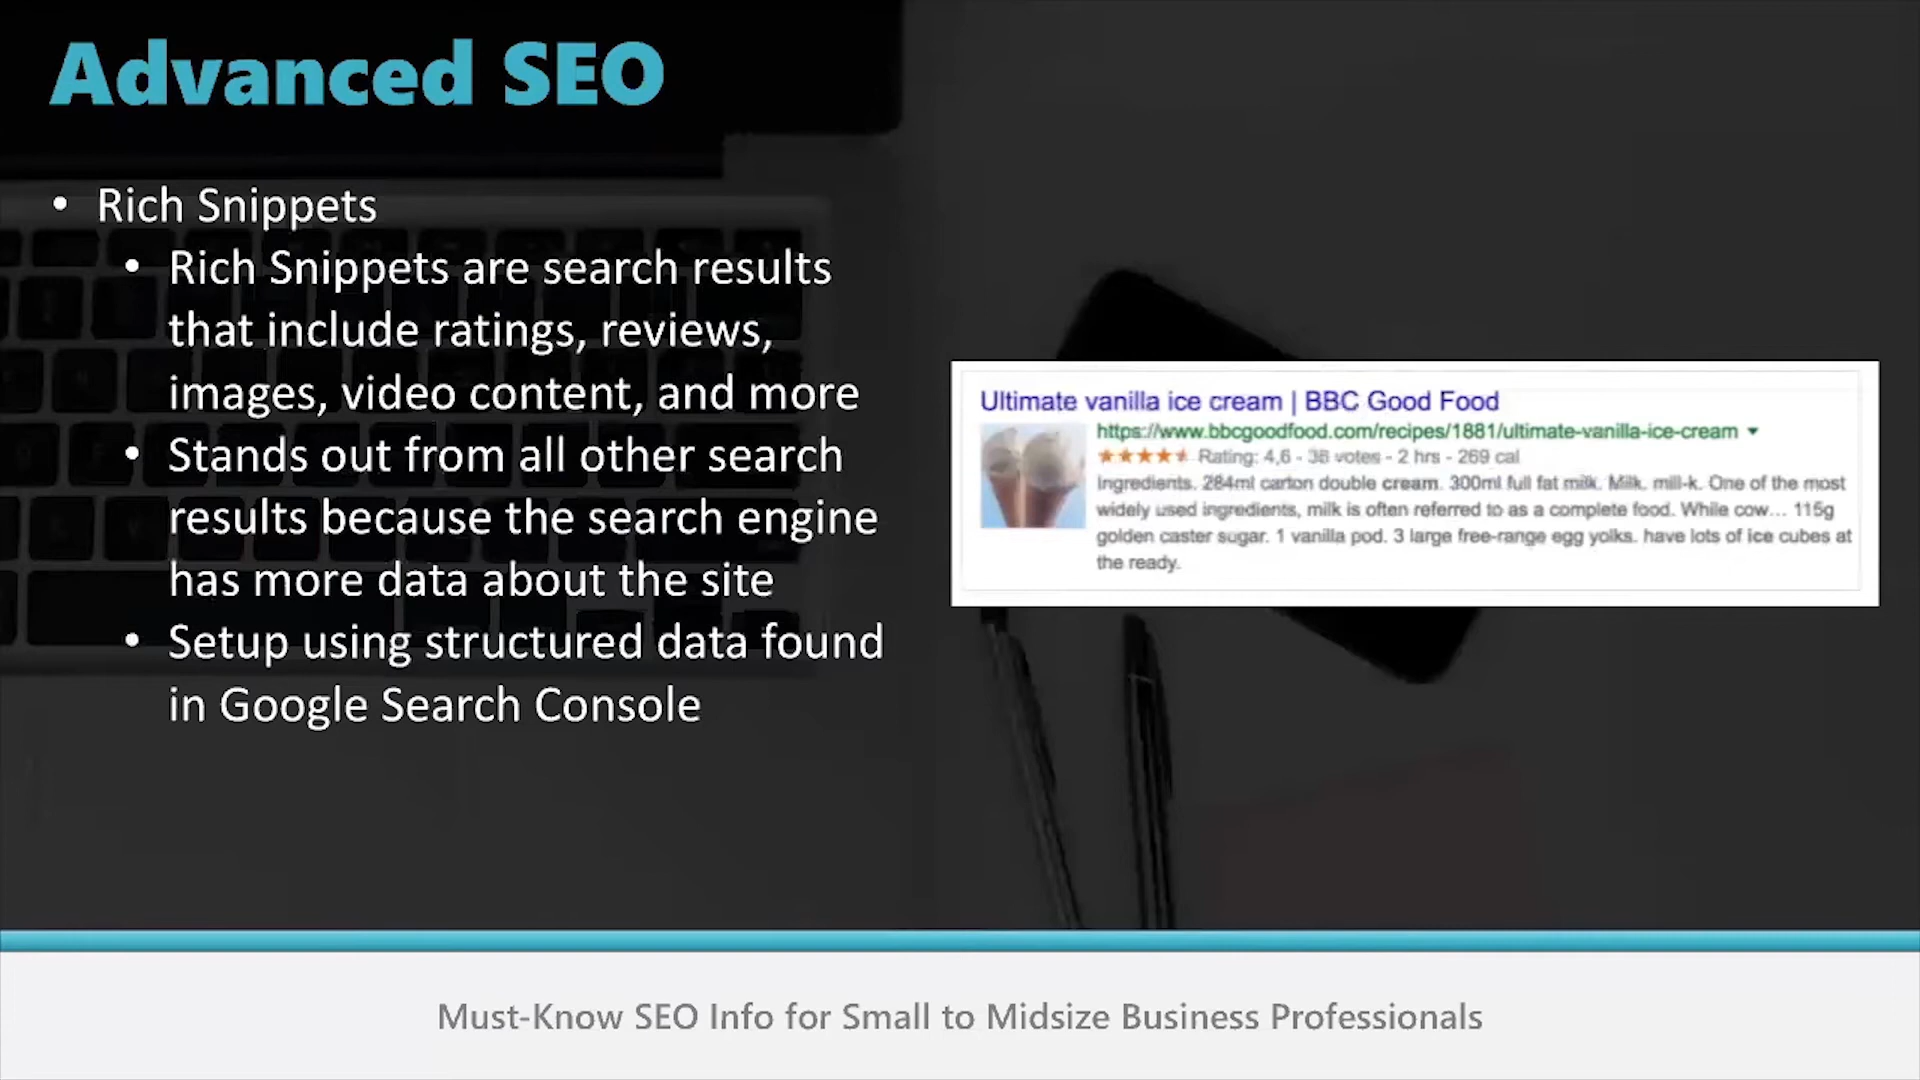 Advanced SEO
• Rich Snippets
• Rich Snippets are search results
that include ratings, reviews,
images, video content, and more
• Stands out from all other search
results because the search engine
has more data about the site
• Setup using structured data found
in Google Search Console
Ultimate vanilla ice cream | BBC Good Food
https://www.bbcgoodfood.com/recipes/1881/ultimate-vanilla-ice-cream
Rating: 4,6 - 38 votes - 2 hrs - 269 cal
Ingredients. 284ml carton double cream. 300ml full fat milk. Milk. mill-k. One of the most
widely used ingredients, milk is often referred to as a complete food. While cow... 115g
golden caster sugar. 1 vanilla pod. 3 large free-range egg yolks. have lots of ice cubes at
the ready.
Must-Know SEO Info for Small to Midsize Business Professionals